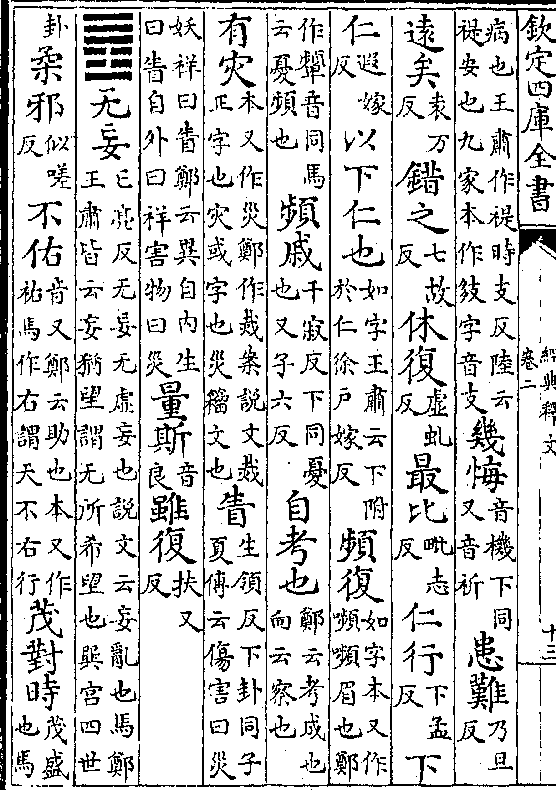 欽定四庫全書 經典釋文 卷二 十三
病也王肅作禔時支反陸云禔安也九家本作字音支幾悔音機下同又音祈患難乃旦反
遠矣袁万反錯之七故反休復虚虬反最比毗志反仁行下孟反下
仁遐嫁反以下仁也如字王肅云下附於仁徐户嫁反頻復如字本又作嚬嚬眉也鄭
作顰音同馬云憂頻也頻戚千寂反下同憂也又子六反自考也鄭云考成也向云察也
有灾本又作災鄭作烖案說文烖正字也灾或字也災籀文也眚生領反下卦同子夏傳云傷害曰災
妖祥曰眚鄭云異自内生曰眚自外曰祥害物曰災量斯音良雖復扶又反
䷘无妄亡亮反无妄无虚妄也說文云妄亂也馬鄭王肅皆云妄猶望謂无所希望也巽宫四世
卦柔邪似嗟反不佑音又鄭云助也本又作祐馬作右謂天不右行茂對時茂盛也馬